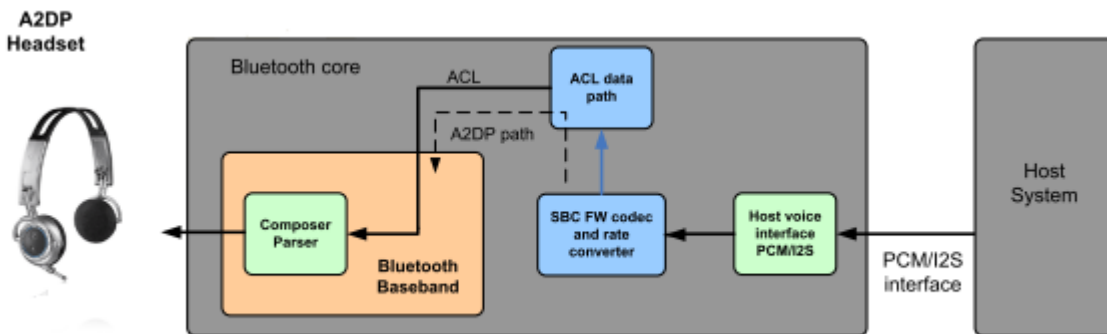 A2DP
Headset
Bluetooth core
ACL
ACL data
path
A2DP path
Host
System
Composer
Parser
SBC FW codec
and rate
converter
Host voice
interface
PCM/I2S
Bluetooth
Baseband
PCM/I2S
interface